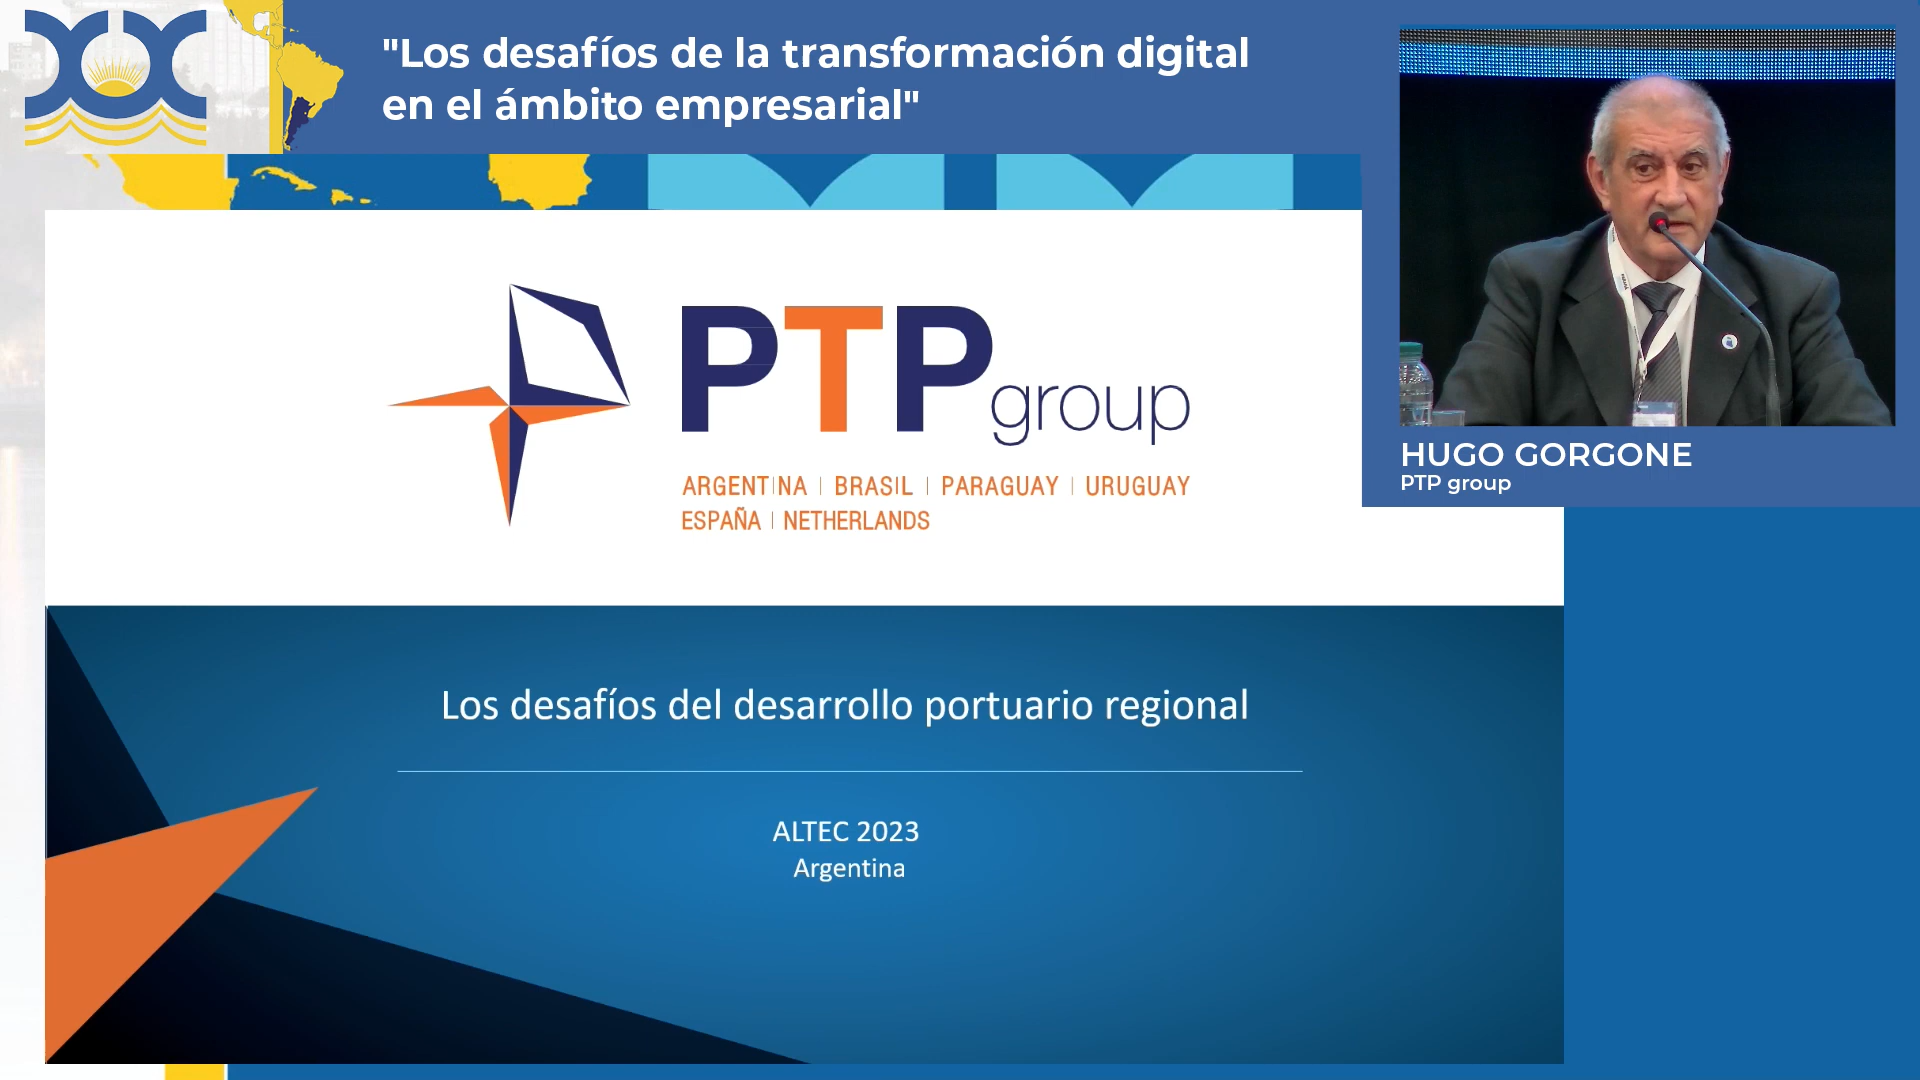 "Los desafíos de la transformación digital
en el ámbito empresarial"
PTP group
ARGENTINA | BRASIL | PARAGUAY | URUGUAY
ESPAÑA | NETHERLANDS
HUGO GORGONE
PTP group
Los desafíos del desarrollo portuario regional
ALTEC 2023
Argentina